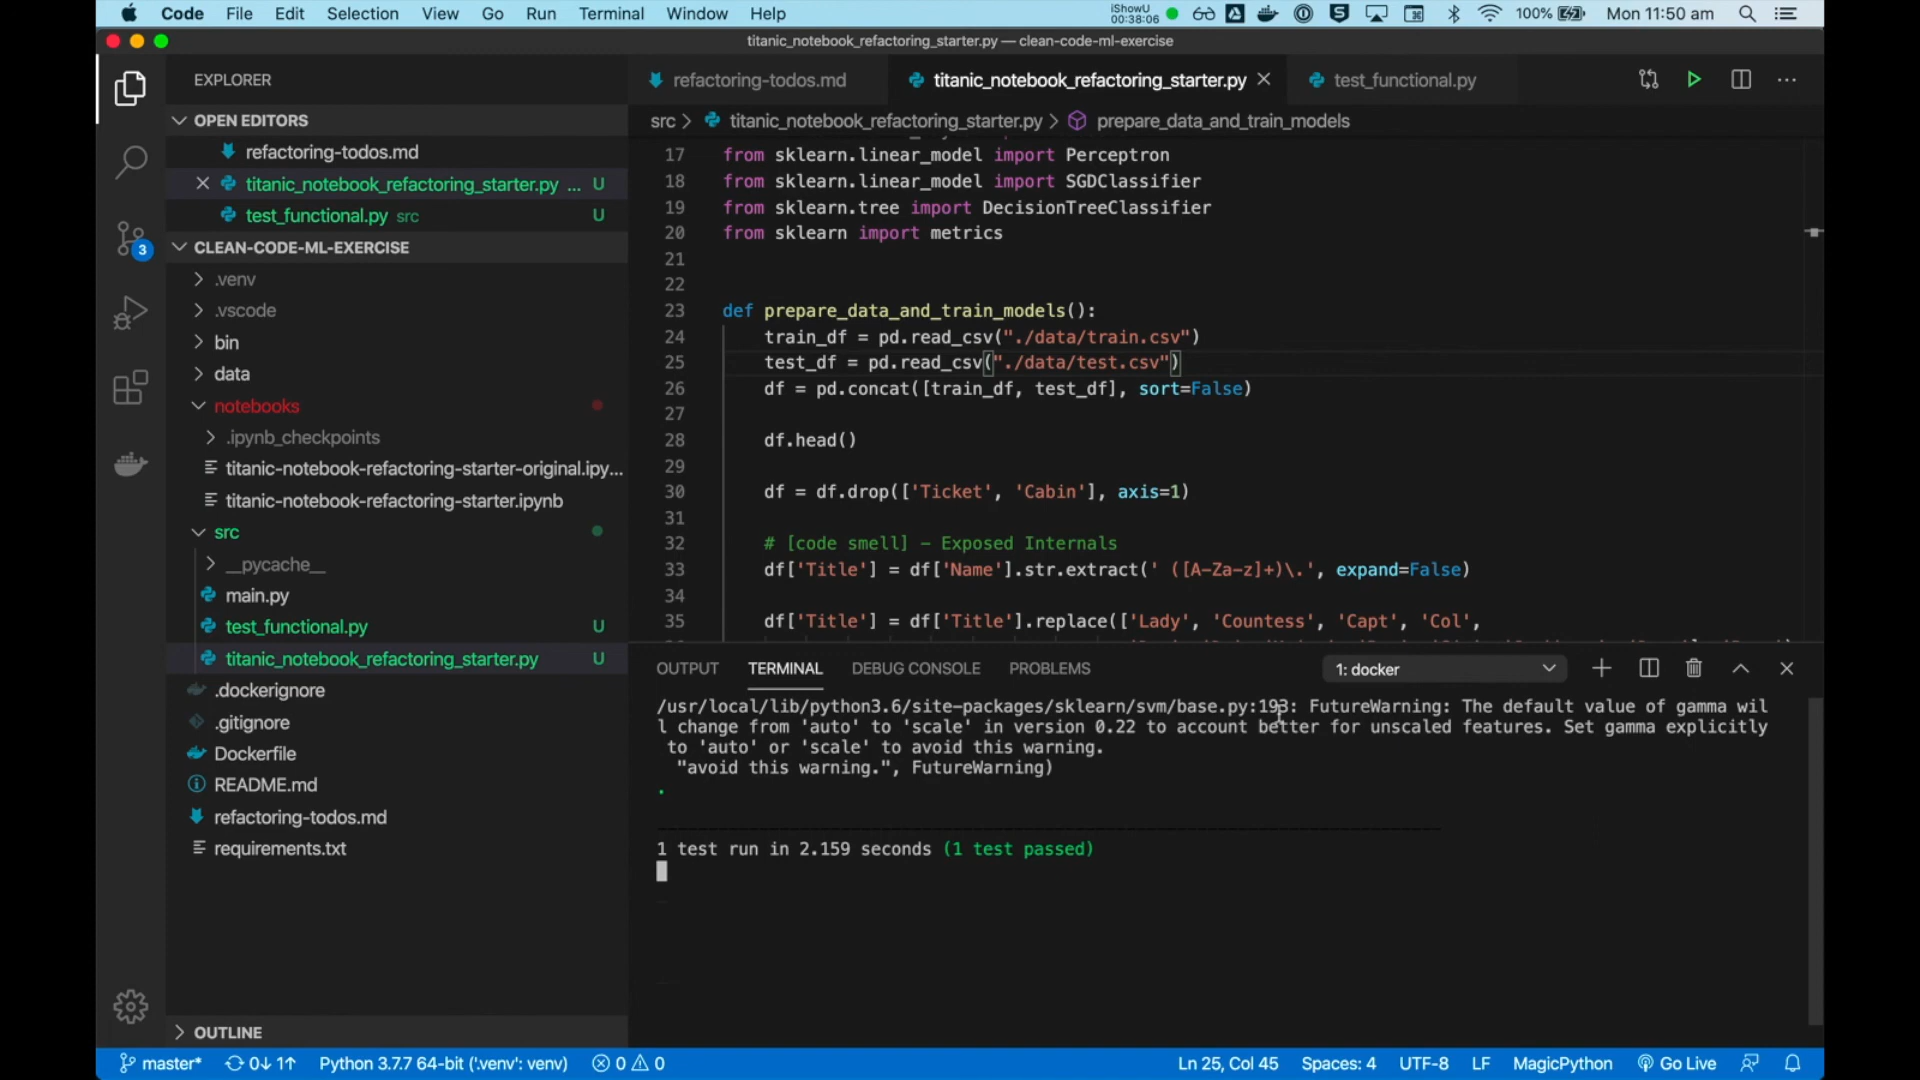 Code File Edit Selection View Go Run Terminal Window Help iShowU 00:38:06 100% Mon 11:50 am
titanic_notebook_refactoring_starter.py — clean-code-ml-exercise
EXPLORER
OPEN EDITORS
refactoring-todos.md
titanic_notebook_refactoring_starter.py ... U
test_functional.py src U
CLEAN-CODE-ML-EXERCISE
3
.venv
.vscode
bin
data
notebooks
.ipynb_checkpoints
titanic-notebook-refactoring-starter-original.ipy...
titanic-notebook-refactoring-starter.ipynb
src
__pycache__
main.py
test_functional.py U
titanic_notebook_refactoring_starter.py U
.dockerignore
.gitignore
Dockerfile
README.md
refactoring-todos.md
requirements.txt
OUTLINE
refactoring-todos.md titanic_notebook_refactoring_starter.py test_functional.py
src > titanic_notebook_refactoring_starter.py > prepare_data_and_train_models
17 from sklearn.linear_model import Perceptron
18 from sklearn.linear_model import SGDClassifier
19 from sklearn.tree import DecisionTreeClassifier
20 from sklearn import metrics
21
22
23 def prepare_data_and_train_models():
24 train_df = pd.read_csv("./data/train.csv")
25 test_df = pd.read_csv("./data/test.csv")
26 df = pd.concat([train_df, test_df], sort=False)
27
28 df.head()
29
30 df = df.drop(['Ticket', 'Cabin'], axis=1)
31
32 # [code smell] – Exposed Internals
33 df['Title'] = df['Name'].str.extract(' ([A-Za-z]+)\.', expand=False)
34
35 df['Title'] = df['Title'].replace(['Lady', 'Countess', 'Capt', 'Col',
OUTPUT TERMINAL DEBUG CONSOLE PROBLEMS 1: docker
/usr/local/lib/python3.6/site-packages/sklearn/svm/base.py:193: FutureWarning: The default value of gamma wil
l change from 'auto' to 'scale' in version 0.22 to account better for unscaled features. Set gamma explicitly
to 'auto' or 'scale' to avoid this warning.
"avoid this warning.", FutureWarning)
.
----------------------------------------------------------------------
1 test run in 2.159 seconds (1 test passed)
master* 0↓ 1↑ Python 3.7.7 64-bit ('.venv': venv) 0 0 Ln 25, Col 45 Spaces: 4 UTF-8 LF MagicPython Go Live